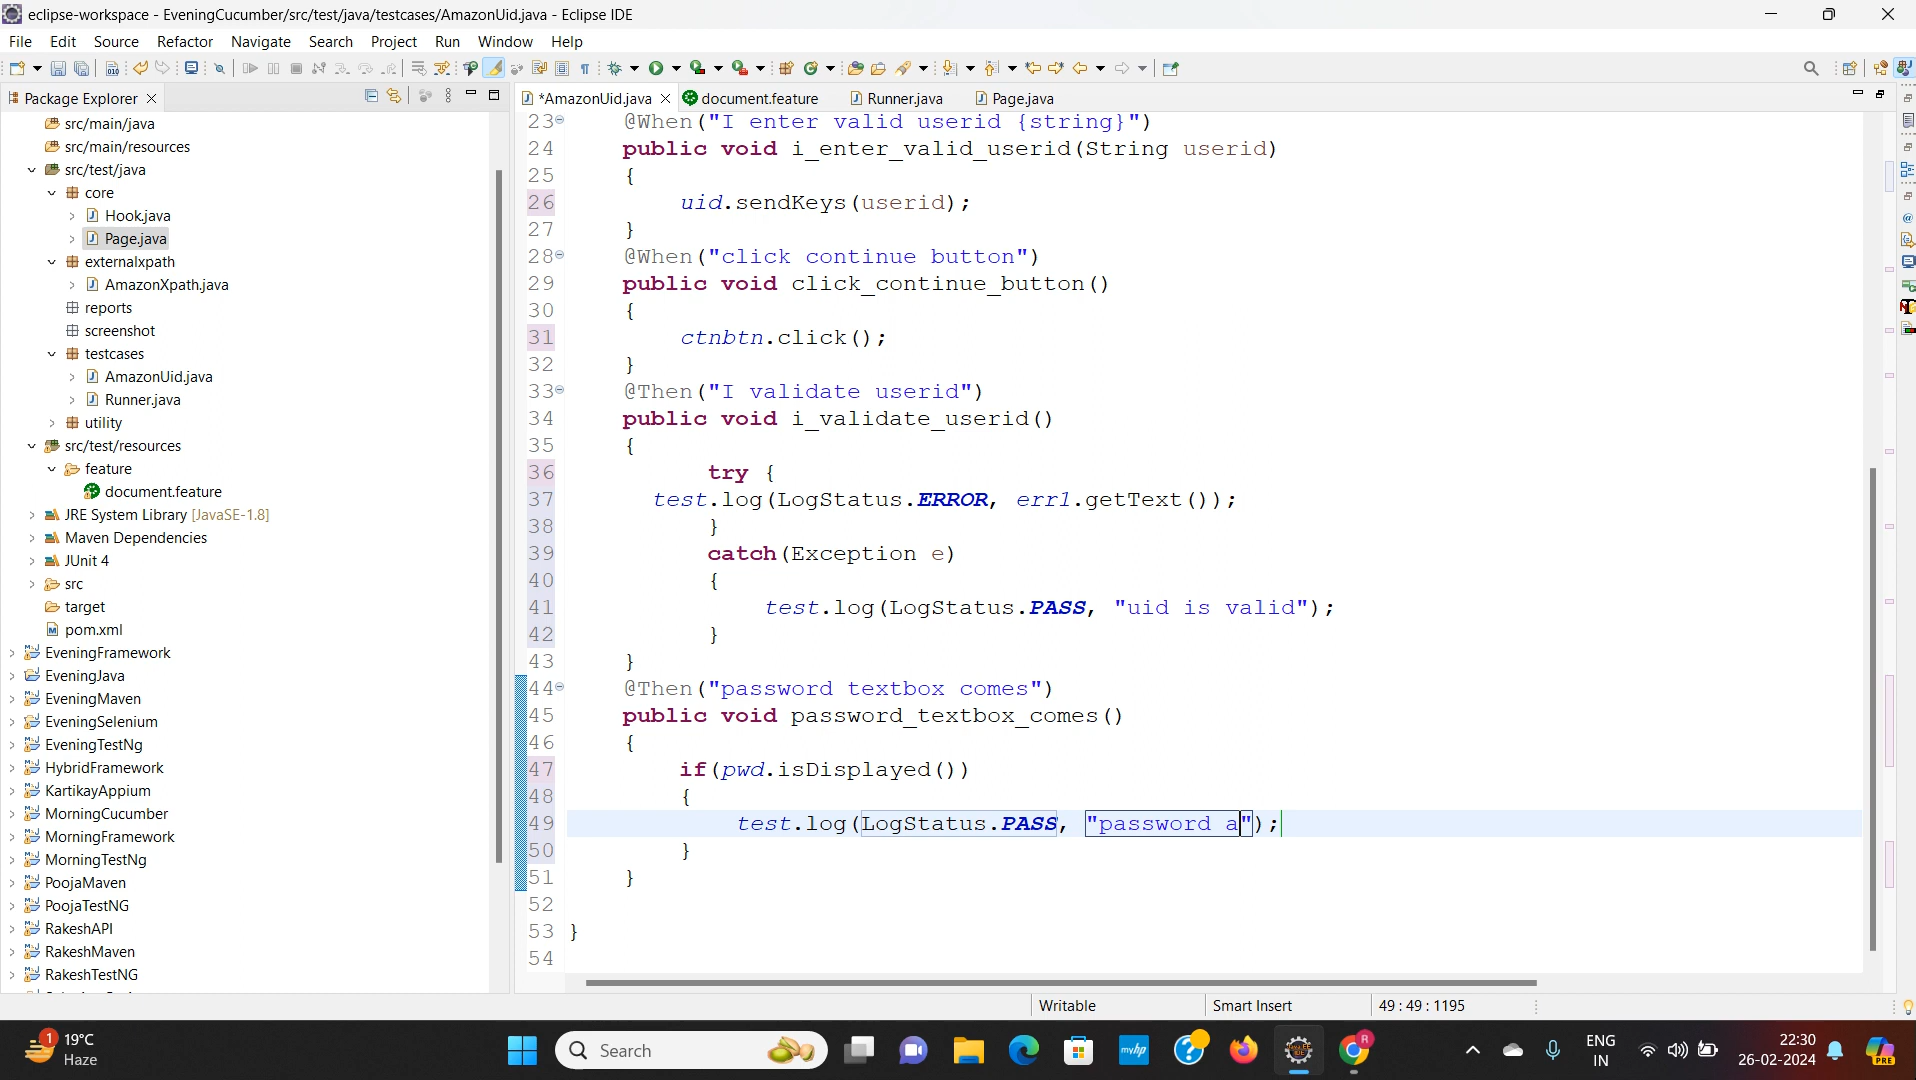 eclipse-workspace - EveningCucumber/src/test/java/testcases/AmazonUid.java - Eclipse IDE
File Edit Source Refactor Navigate Search Project Run Window Help
Package Explorer
*AmazonUid.java document.feature Runner.java Page.java
src/main/java
src/main/resources
src/test/java
core
Hook.java
Page.java
externalxpath
AmazonXpath.java
reports
screenshot
testcases
AmazonUid.java
Runner.java
utility
src/test/resources
feature
document.feature
JRE System Library [JavaSE-1.8]
Maven Dependencies
JUnit 4
src
target
pom.xml
EveningFramework
EveningJava
EveningMaven
EveningSelenium
EveningTestNg
HybridFramework
KartikayAppium
MorningCucumber
MorningFramework
MorningTestNg
PoojaMaven
PoojaTestNG
RakeshAPI
RakeshMaven
RakeshTestNG
23 @When("I enter valid userid {string}")
24 public void i_enter_valid_userid(String userid)
25 {
26 uid.sendKeys(userid);
27 }
28 @When("click continue button")
29 public void click_continue_button()
30 {
31 ctnbtn.click();
32 }
33 @Then("I validate userid")
34 public void i_validate_userid()
35 {
36 try {
37 test.log(LogStatus.ERROR, err1.getText());
38 }
39 catch(Exception e)
40 {
41 test.log(LogStatus.PASS, "uid is valid");
42 }
43 }
44 @Then("password textbox comes")
45 public void password_textbox_comes()
46 {
47 if(pwd.isDisplayed())
48 {
49 test.log(LogStatus.PASS, "password a");
50 }
51 }
52
53 }
54
Writable Smart Insert 49 : 49 : 1195
1 19°C
Haze
Search
myhp
R
ENG
IN
22:30
26-02-2024
PRE